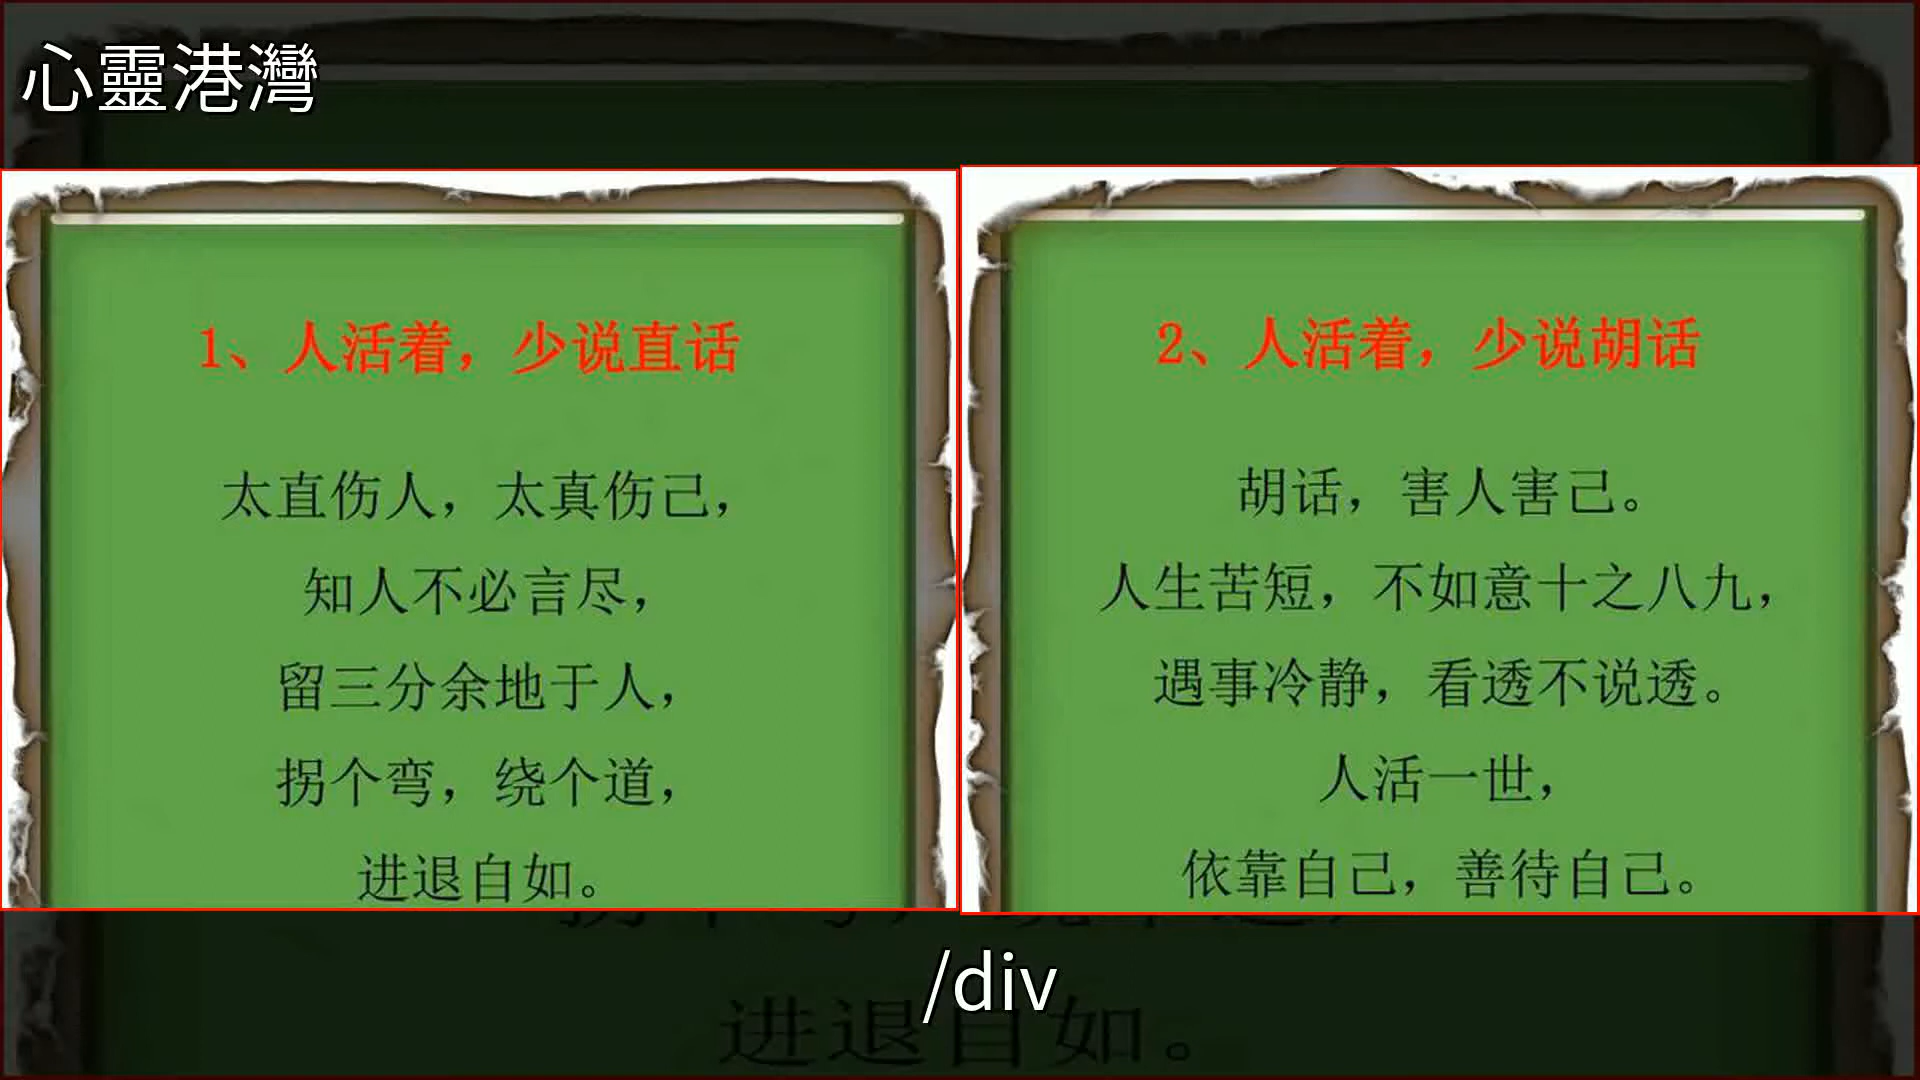 心靈港灣
1、人活着，少说直话
太直伤人，太真伤己，
知人不必言尽，
留三分余地于人，
拐个弯，绕个道，
进退自如。
2、人活着，少说胡话
胡话，害人害己。
人生苦短，不如意十之八九，
遇事冷静，看透不说透。
人活一世，
依靠自己，善待自己。
/div
进退自如。